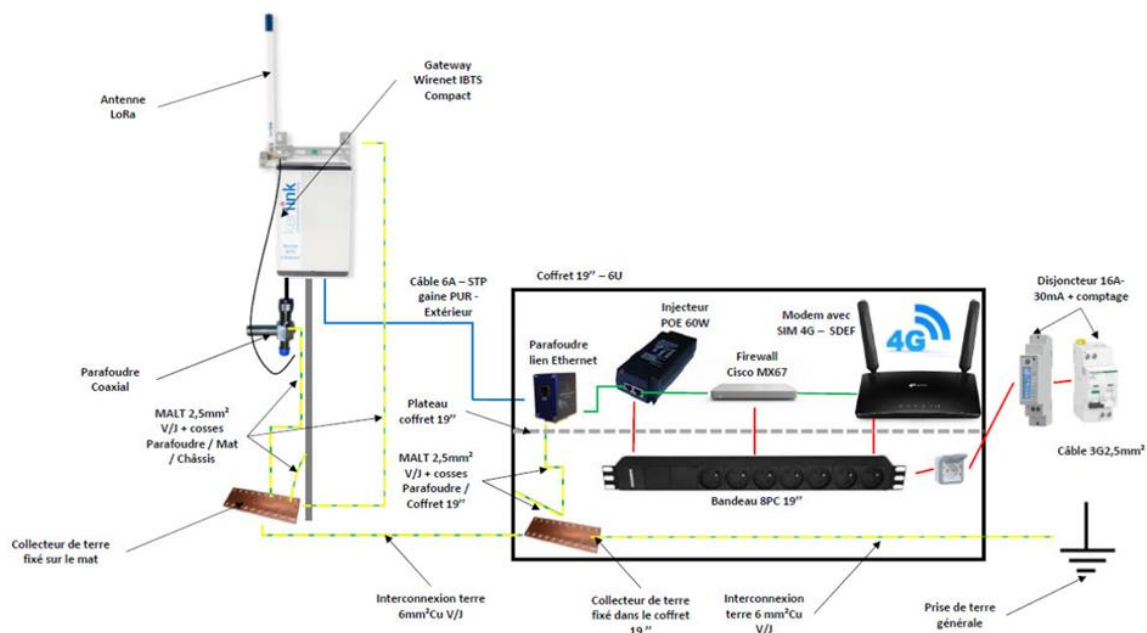 Gateway
Wirenet IBTS
Compact
Antenne
LoRa
Câble 6A – STP
gaine PUR -
Extérieur
Coffret 19’’ – 6U
Disjoncteur 16A-
30mA + comptage
Injecteur
POE 60W
Modem avec
SIM 4G – SDEF
4G
Parafoudre
lien Ethernet
Firewall
Cisco MX67
Parafoudre
Coaxial
Plateau
coffret 19’’
MALT 2,5mm²
V/J + cosses
Parafoudre / Mat
/ Châssis
Câble 3G2,5mm²
MALT 2,5mm²
V/J + cosses
Parafoudre /
Coffret 19’’
Bandeau 8PC 19’’
Collecteur de terre
fixé sur le mat
Interconnexion terre
6mm²Cu V/J
Collecteur de terre
fixé dans le coffret
19 ’’
Interconnexion
terre 6 mm²Cu
V/J
Prise de terre
générale